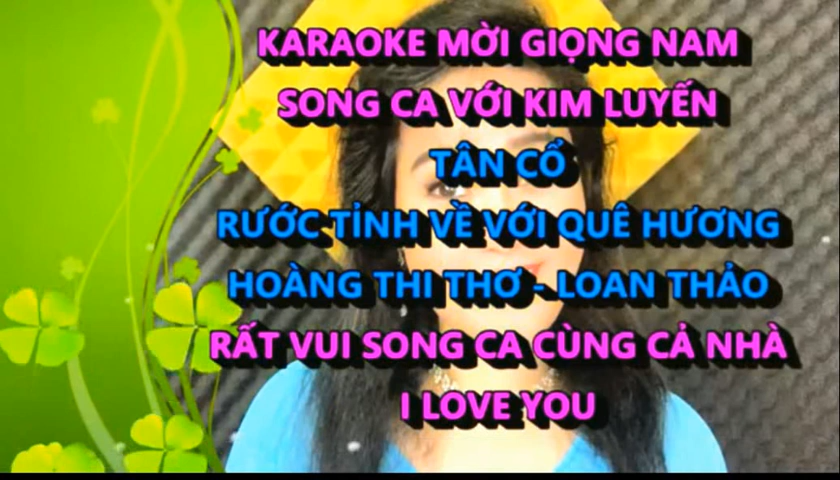 KARAOKE MỜI GIỌNG NAM
SONG CA VỚI KIM LUYẾN
TÂN CỔ
RƯỚC TỈNH VỀ VỚI QUÊ HƯƠNG
HOÀNG THI THƠ - LOAN THẢO
RẤT VUI SONG CA CÙNG CẢ NHÀ
I LOVE YOU